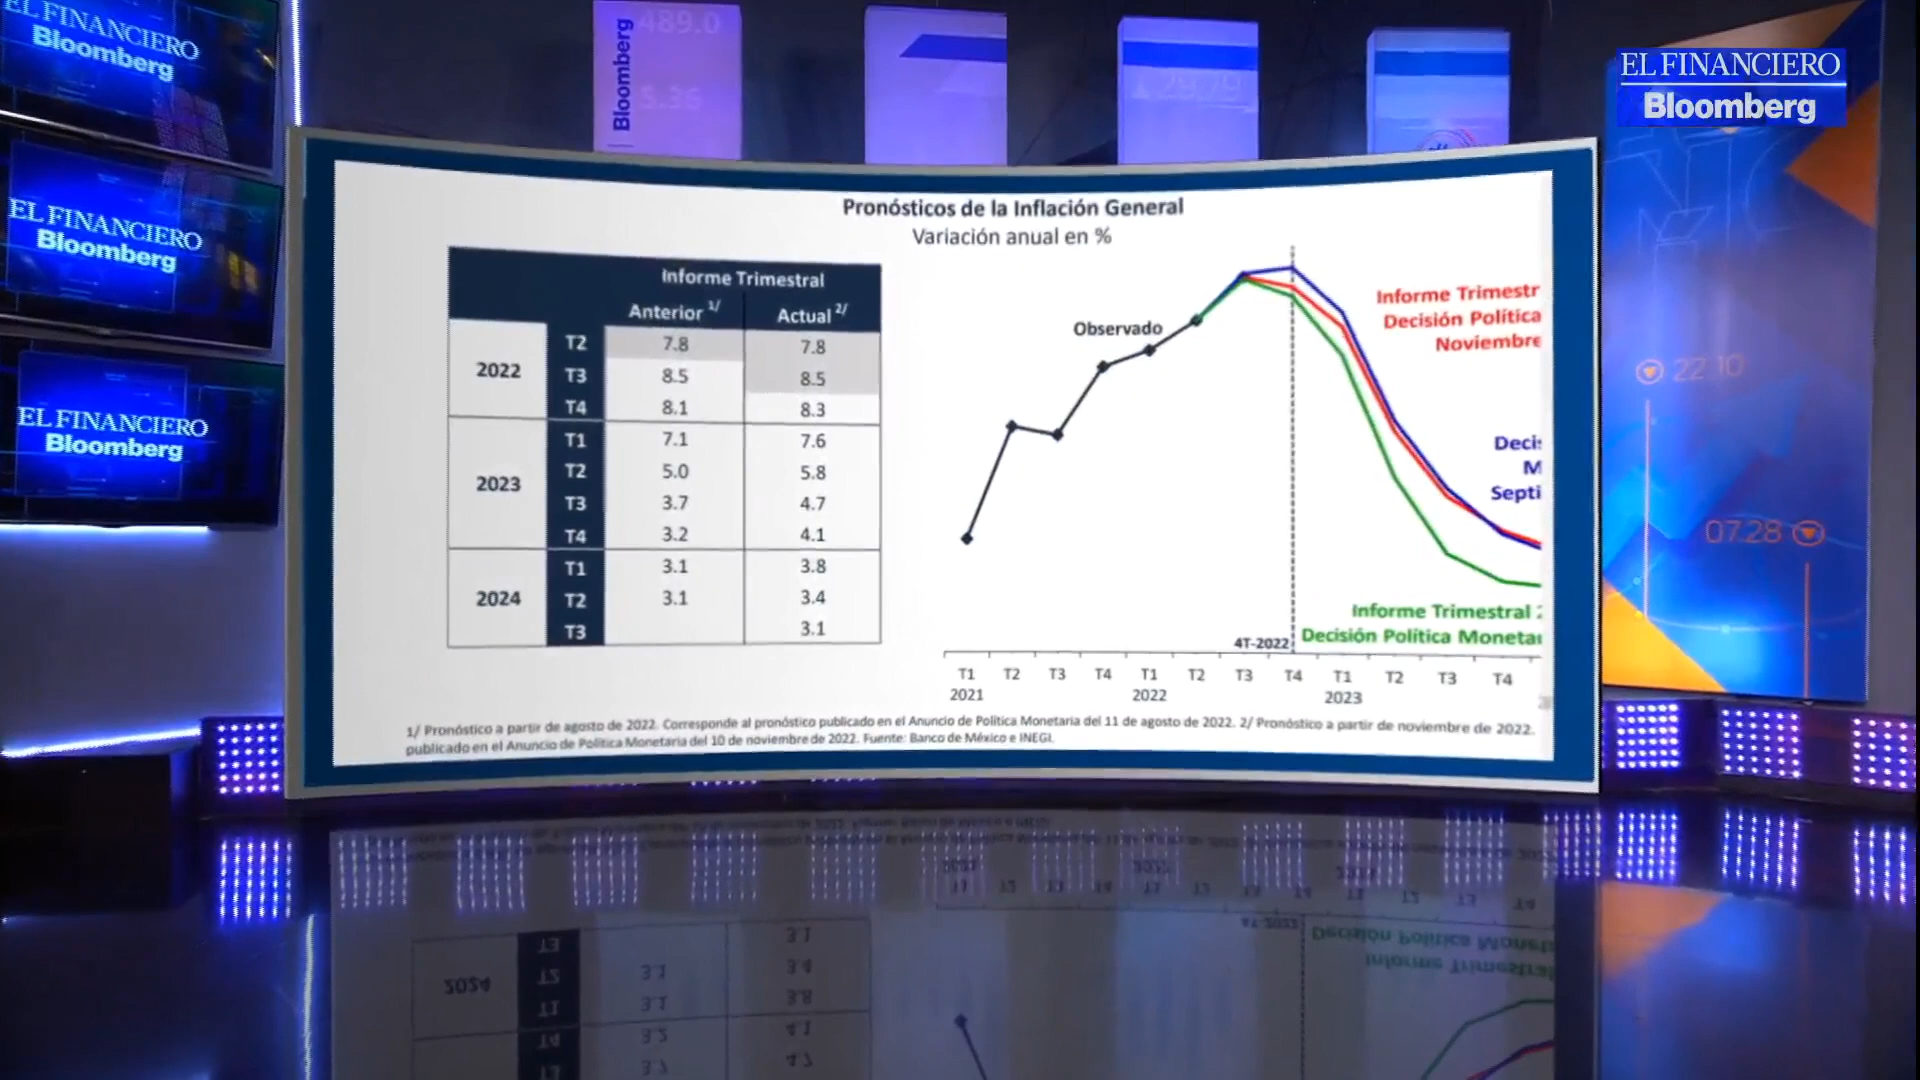 EL FINANCIERO
Bloomberg
EL FINANCIERO
Bloomberg
EL FINANCIERO
Bloomberg
Bloomberg
489.0
5.36
29.79
EL FINANCIERO
Bloomberg
22.10
07.28
Pronósticos de la Inflación General
Variación anual en %
Informe Trimestral
Anterior 1/ Actual 2/
2022 T2 7.8 7.8
T3 8.5 8.5
T4 8.1 8.3
2023 T1 7.1 7.6
T2 5.0 5.8
T3 3.7 4.7
T4 3.2 4.1
2024 T1 3.1 3.8
T2 3.1 3.4
T3 3.1
Observado
Informe Trimestr
Decisión Política
Noviembre
Decis
M
Septi
Informe Trimestral
Decisión Política Moneta
4T-2022
T1 T2 T3 T4 T1 T2 T3 T4 T1 T2 T3 T4
2021 2022 2023
1/ Pronóstico a partir de agosto de 2022. Corresponde al pronóstico publicado en el Anuncio de Política Monetaria del 11 de agosto de 2022. 2/ Pronóstico a partir de noviembre de 2022.
publicado en el Anuncio de Política Monetaria del 10 de noviembre de 2022. Fuente: Banco de México e INEGI.